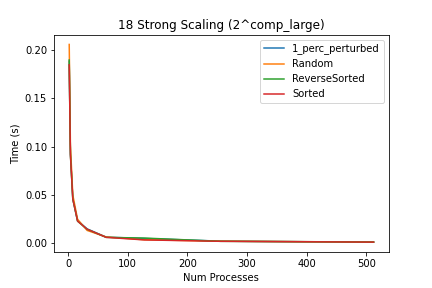 18 Strong Scaling (2^comp_large)
1_perc_perturbed
Random
ReverseSorted
Sorted
0.20
0.15
0.10
0.05
0.00
Time (s)
0 100 200 300 400 500
Num Processes